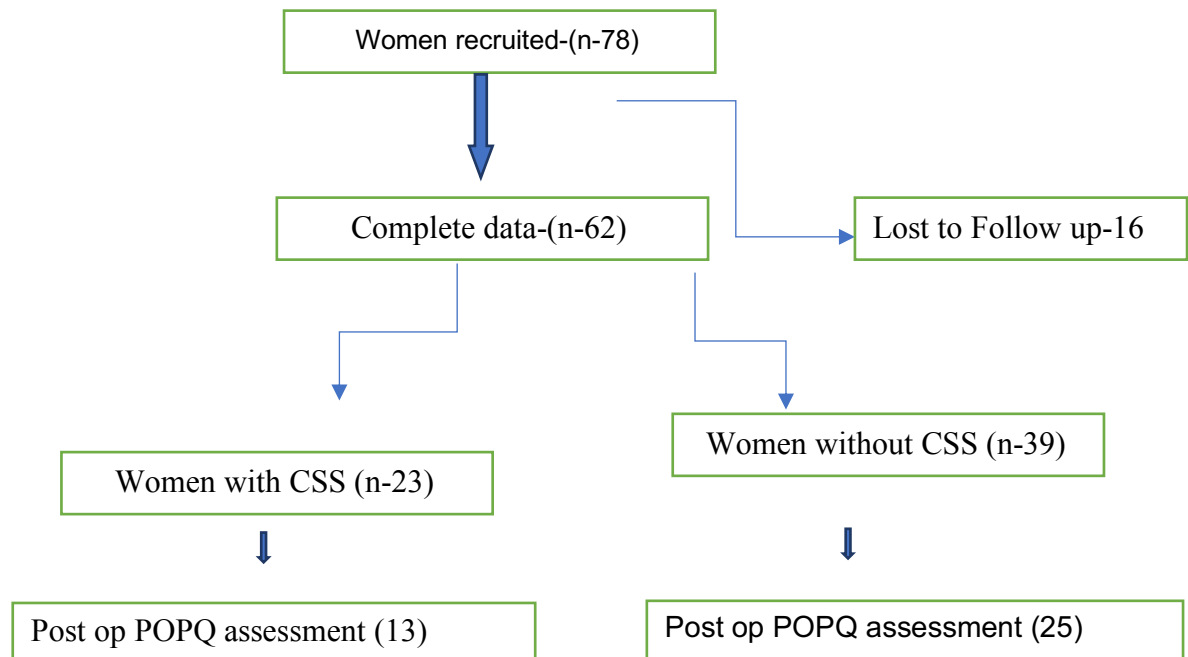 Women recruited-(n-78)
Complete data-(n-62)
Lost to Follow up-16
Women without CSS (n-39)
Women with CSS (n-23)
Post op POPQ assessment (13)
Post op POPQ assessment (25)